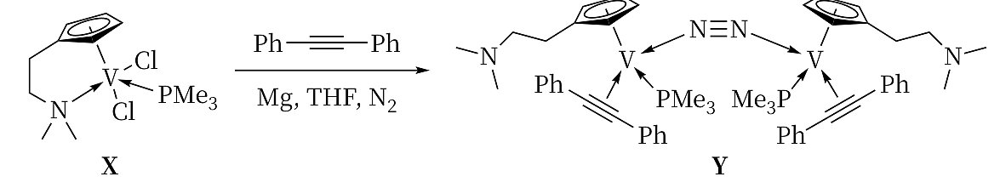 Cl
V
PMe3
Cl
N
X
Ph Ph
Mg, THF, N2
N≡N
N V V N
Ph PMe3 Me3P Ph
Ph Ph
Y